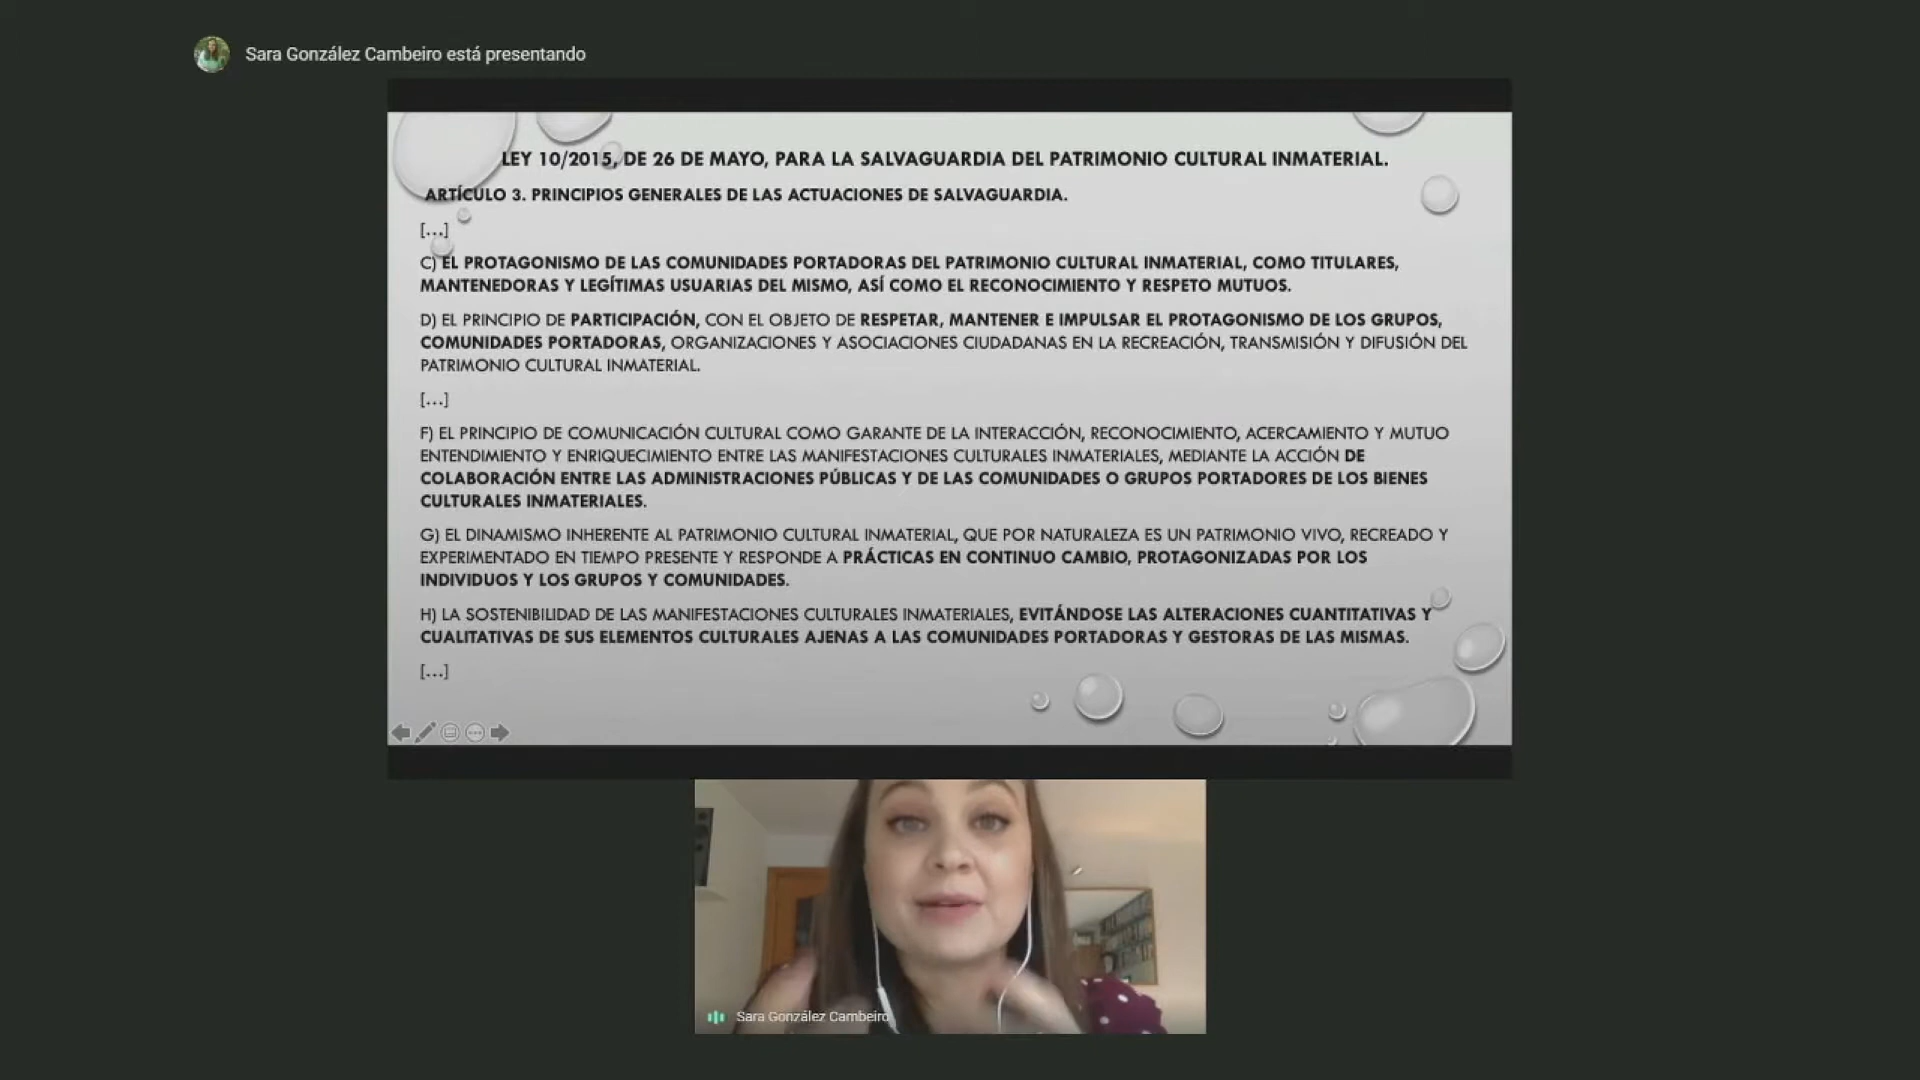 Sara González Cambeiro está presentando
LEY 10/2015, DE 26 DE MAYO, PARA LA SALVAGUARDIA DEL PATRIMONIO CULTURAL INMATERIAL.
ARTÍCULO 3. PRINCIPIOS GENERALES DE LAS ACTUACIONES DE SALVAGUARDIA.
[...]
C) EL PROTAGONISMO DE LAS COMUNIDADES PORTADORAS DEL PATRIMONIO CULTURAL INMATERIAL, COMO TITULARES,
MANTENEDORAS Y LEGÍTIMAS USUARIAS DEL MISMO, ASÍ COMO EL RECONOCIMIENTO Y RESPETO MUTUOS.
D) EL PRINCIPIO DE PARTICIPACIÓN, CON EL OBJETO DE RESPETAR, MANTENER E IMPULSAR EL PROTAGONISMO DE LOS GRUPOS,
COMUNIDADES PORTADORAS, ORGANIZACIONES Y ASOCIACIONES CIUDADANAS EN LA RECREACIÓN, TRANSMISIÓN Y DIFUSIÓN DEL
PATRIMONIO CULTURAL INMATERIAL.
[...]
F) EL PRINCIPIO DE COMUNICACIÓN CULTURAL COMO GARANTE DE LA INTERACCIÓN, RECONOCIMIENTO, ACERCAMIENTO Y MUTUO
ENTENDIMIENTO Y ENRIQUECIMIENTO ENTRE LAS MANIFESTACIONES CULTURALES INMATERIALES, MEDIANTE LA ACCIÓN DE
COLABORACIÓN ENTRE LAS ADMINISTRACIONES PÚBLICAS Y DE LAS COMUNIDADES O GRUPOS PORTADORES DE LOS BIENES
CULTURALES INMATERIALES.
G) EL DINAMISMO INHERENTE AL PATRIMONIO CULTURAL INMATERIAL, QUE POR NATURALEZA ES UN PATRIMONIO VIVO, RECREADO Y
EXPERIMENTADO EN TIEMPO PRESENTE Y RESPONDE A PRÁCTICAS EN CONTINUO CAMBIO, PROTAGONIZADAS POR LOS
INDIVIDUOS Y LOS GRUPOS Y COMUNIDADES.
H) LA SOSTENIBILIDAD DE LAS MANIFESTACIONES CULTURALES INMATERIALES, EVITÁNDOSE LAS ALTERACIONES CUANTITATIVAS Y
CUALITATIVAS DE SUS ELEMENTOS CULTURALES AJENAS A LAS COMUNIDADES PORTADORAS Y GESTORAS DE LAS MISMAS.
[...]
Sara González Cambeiro